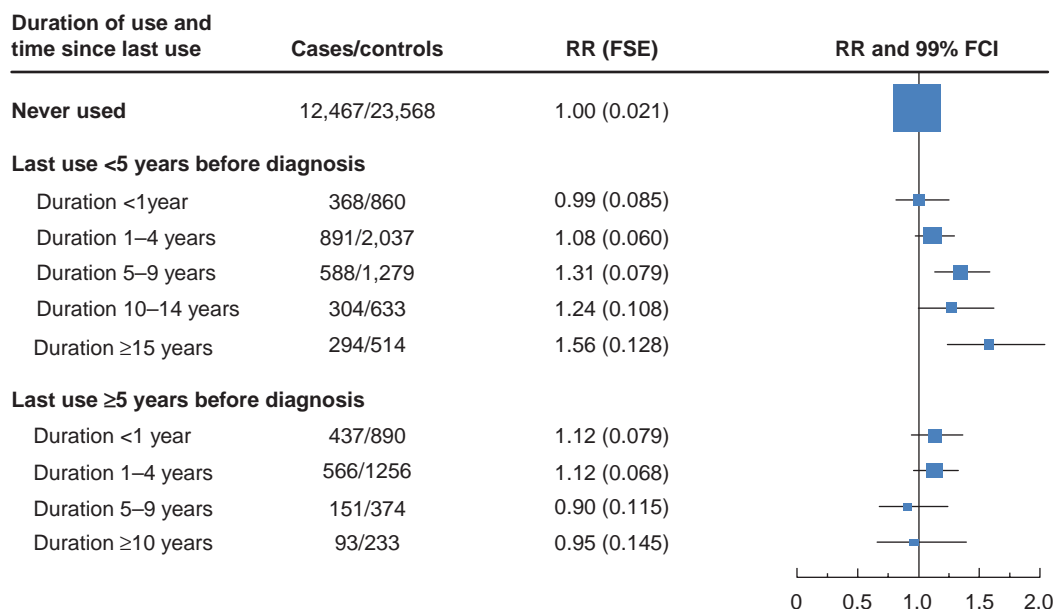 Duration of use and
time since last use Cases/controls RR (FSE) RR and 99% FCI
Never used 12,467/23,568 1.00 (0.021)
Last use <5 years before diagnosis
Duration <1year 368/860 0.99 (0.085)
Duration 1–4 years 891/2,037 1.08 (0.060)
Duration 5–9 years 588/1,279 1.31 (0.079)
Duration 10–14 years 304/633 1.24 (0.108)
Duration ≥15 years 294/514 1.56 (0.128)
Last use ≥5 years before diagnosis
Duration <1 year 437/890 1.12 (0.079)
Duration 1–4 years 566/1256 1.12 (0.068)
Duration 5–9 years 151/374 0.90 (0.115)
Duration ≥10 years 93/233 0.95 (0.145)
0 0.5 1.0 1.5 2.0